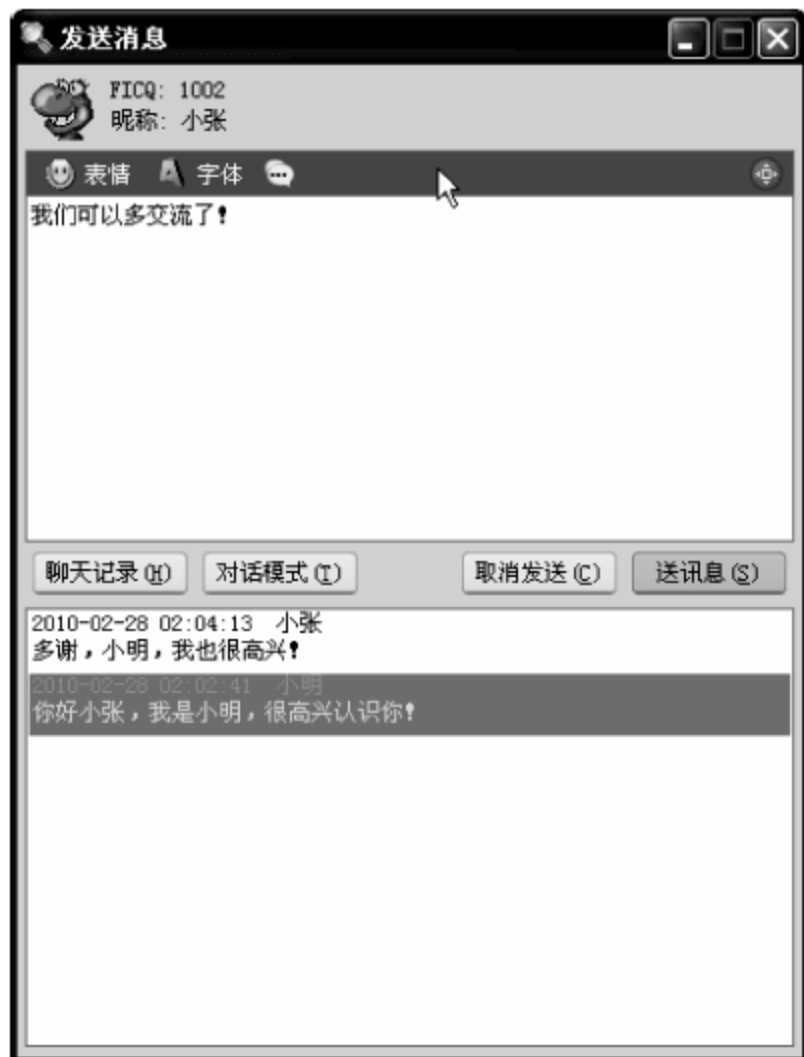 发送消息
FICQ: 1002
昵称: 小张
表情 字体
我们可以多交流了!
聊天记录(H) 对话模式(T) 取消发送(C) 送讯息(S)
2010-02-28 02:04:13 小张
多谢，小明，我也很高兴!
2010-02-28 02:02:41 小明
你好小张，我是小明，很高兴认识你!